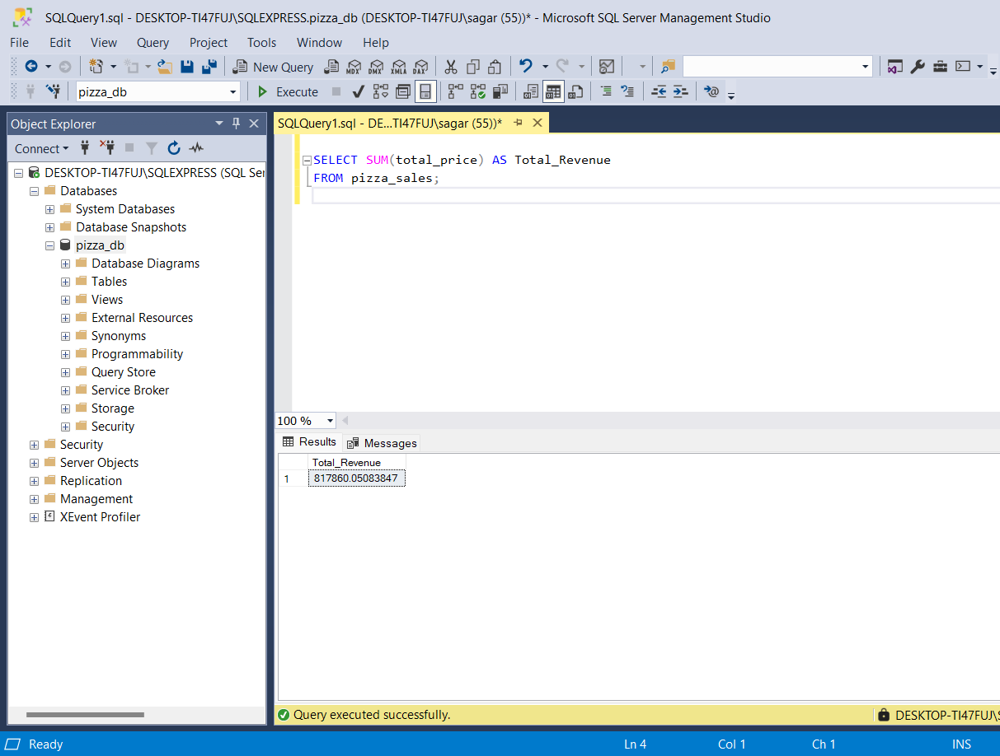 SQLQuery1.sql - DESKTOP-TI47FUJ\SQLEXPRESS.pizza_db (DESKTOP-TI47FUJ\sagar (55))* - Microsoft SQL Server Management Studio
File Edit View Query Project Tools Window Help
New Query MDX DMX XMLA DAX
pizza_db Execute
Object Explorer
Connect
DESKTOP-TI47FUJ\SQLEXPRESS (SQL Ser
Databases
System Databases
Database Snapshots
pizza_db
Database Diagrams
Tables
Views
External Resources
Synonyms
Programmability
Query Store
Service Broker
Storage
Security
Security
Server Objects
Replication
Management
XEvent Profiler
SQLQuery1.sql - DE...TI47FUJ\sagar (55))*
SELECT SUM(total_price) AS Total_Revenue
FROM pizza_sales;
100 %
Results Messages
Total_Revenue
1 817860.05083847
Query executed successfully. DESKTOP-TI47FUJ\S
Ready Ln 4 Col 1 Ch 1 INS